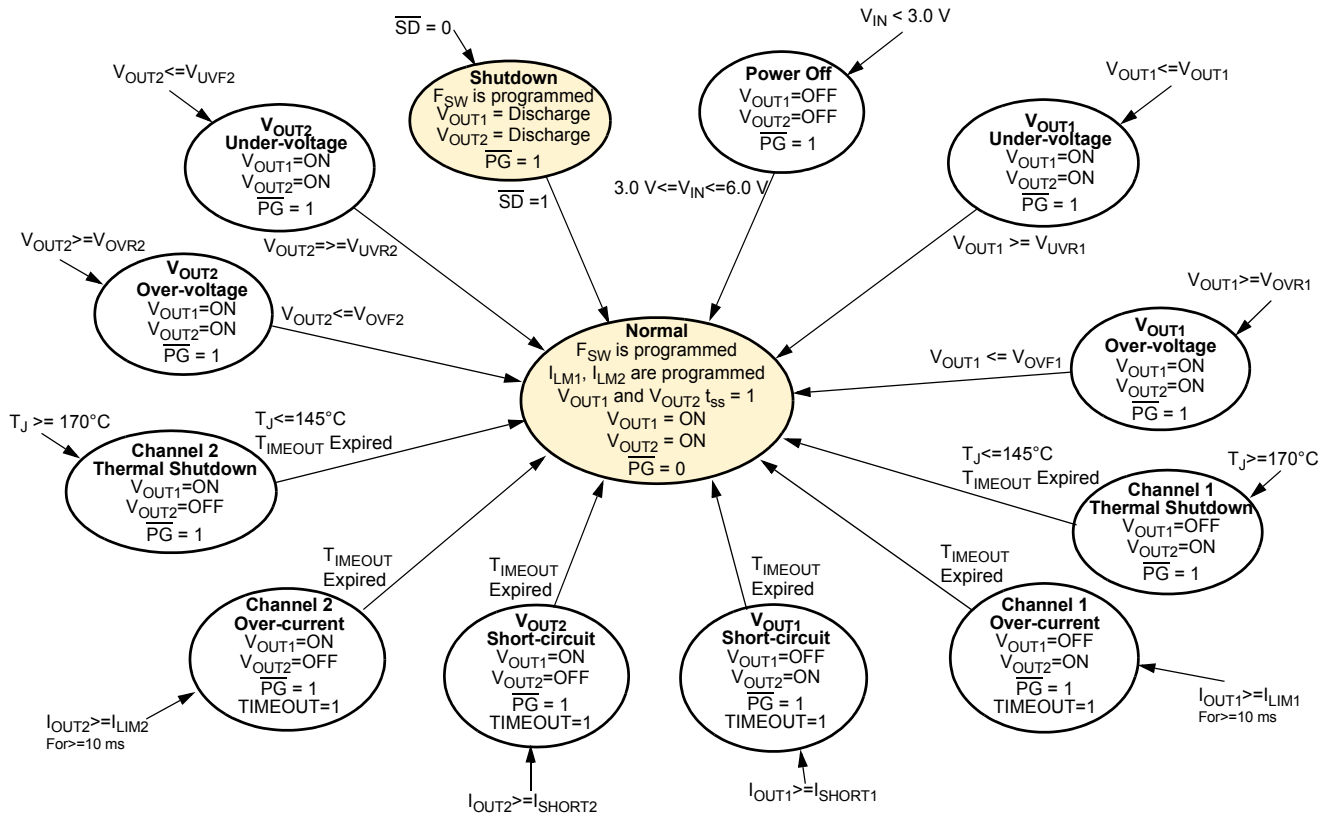 SD = 0
Shutdown
FSW is programmed
VOUT1 = Discharge
VOUT2 = Discharge
PG = 1
SD =1
VIN < 3.0 V
Power Off
VOUT1=OFF
VOUT2=OFF
PG = 1
3.0 V<=VIN<=6.0 V
VOUT2<=VUVF2
VOUT2
Under-voltage
VOUT1=ON
VOUT2=ON
PG = 1
VOUT2=>=VUVR2
VOUT1<=VOUT1
VOUT1
Under-voltage
VOUT1=ON
VOUT2=ON
PG = 1
VOUT1 >= VUVR1
VOUT2>=VOVR2
VOUT2
Over-voltage
VOUT1=ON
VOUT2=ON
PG = 1
VOUT2<=VOVF2
Normal
FSW is programmed
ILM1, ILM2 are programmed
VOUT1 and VOUT2 tss = 1
VOUT1 = ON
VOUT2 = ON
PG = 0
VOUT1>=VOVR1
VOUT1
Over-voltage
VOUT1=ON
VOUT2=ON
PG = 1
VOUT1 <= VOVF1
TJ >= 170°C
Channel 2
Thermal Shutdown
VOUT1=ON
VOUT2=OFF
PG = 1
TJ<=145°C
TIMEOUT Expired
TJ>=170°C
Channel 1
Thermal Shutdown
VOUT1=OFF
VOUT2=ON
PG = 1
TJ<=145°C
TIMEOUT Expired
TIMEOUT
Expired
Channel 2
Over-current
VOUT1=ON
VOUT2=OFF
PG = 1
TIMEOUT=1
IOUT2>=ILIM2
For>=10 ms
TIMEOUT
Expired
VOUT2
Short-circuit
VOUT1=ON
VOUT2=OFF
PG = 1
TIMEOUT=1
IOUT2>=ISHORT2
TIMEOUT
Expired
VOUT1
Short-circuit
VOUT1=OFF
VOUT2=ON
PG = 1
TIMEOUT=1
IOUT1>=ISHORT1
TIMEOUT
Expired
Channel 1
Over-current
VOUT1=OFF
VOUT2=ON
PG = 1
TIMEOUT=1
IOUT1>=ILIM1
For>=10 ms